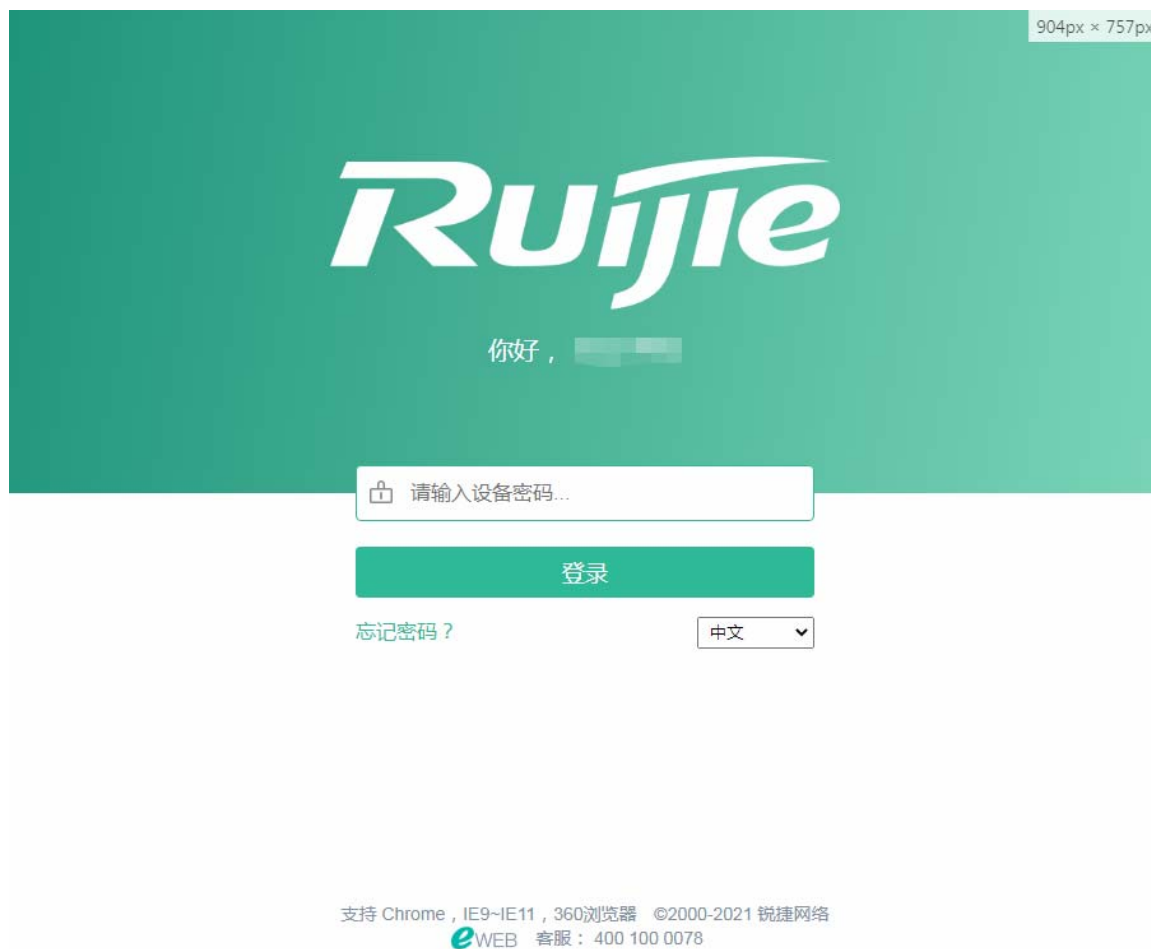 904px × 757px
Ruijie
你好，
请输入设备密码...
登录
忘记密码？
中文
支持 Chrome，IE9~IE11，360浏览器 ©2000-2021 锐捷网络
eWEB 客服： 400 100 0078